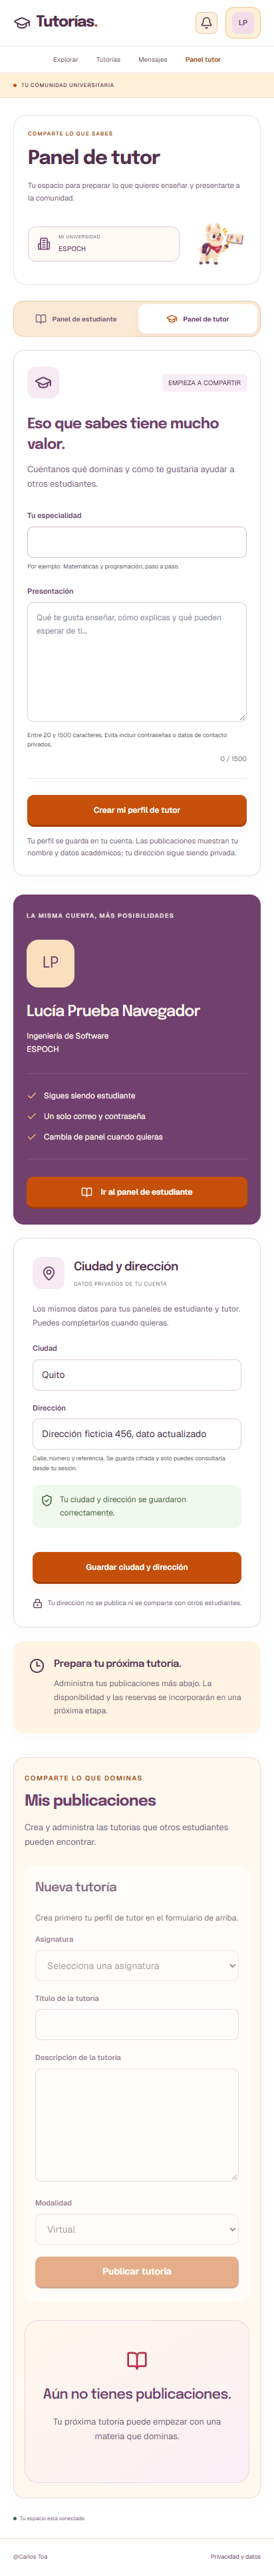 Tutorías.
LP
Explorar Tutorías Mensajes Panel tutor
TU COMUNIDAD UNIVERSITARIA
COMPARTE LO QUE SABES
Panel de tutor
Tu espacio para preparar lo que quieres enseñar y presentarte a
la comunidad.
MI UNIVERSIDAD
ESPOCH
Panel de estudiante Panel de tutor
EMPIEZA A COMPARTIR
Eso que sabes tiene mucho
valor.
Cuéntanos qué dominas y cómo te gustaría ayudar a
otros estudiantes.
Tu especialidad
Por ejemplo: Matemáticas y programación, paso a paso.
Presentación
Qué te gusta enseñar, cómo explicas y qué pueden
esperar de ti...
Entre 20 y 1500 caracteres. Evita incluir contraseñas o datos de contacto
privados.
0 / 1500
Crear mi perfil de tutor
Tu perfil se guarda en tu cuenta. Las publicaciones muestran tu
nombre y datos académicos; tu dirección sigue siendo privada.
LA MISMA CUENTA, MÁS POSIBILIDADES
LP
Lucía Prueba Navegador
Ingeniería de Software
ESPOCH
Sigues siendo estudiante
Un solo correo y contraseña
Cambia de panel cuando quieras
Ir al panel de estudiante
Ciudad y dirección
DATOS PRIVADOS DE TU CUENTA
Los mismos datos para tus paneles de estudiante y tutor.
Puedes completarlos cuando quieras.
Ciudad
Quito
Dirección
Dirección ficticia 456, dato actualizado
Calle, número y referencia. Se guarda cifrada y solo puedes consultarla
desde tu sesión.
Tu ciudad y dirección se guardaron
correctamente.
Guardar ciudad y dirección
Tu dirección no se publica ni se comparte con otros estudiantes.
Prepara tu próxima tutoría.
Administra tus publicaciones más abajo. La
disponibilidad y las reservas se incorporarán en una
próxima etapa.
COMPARTE LO QUE DOMINAS
Mis publicaciones
Crea y administra las tutorías que otros estudiantes
pueden encontrar.
Nueva tutoría
Crea primero tu perfil de tutor en el formulario de arriba.
Asignatura
Selecciona una asignatura
Título de la tutoría
Descripción de la tutoría
Modalidad
Virtual
Publicar tutoría
Aún no tienes publicaciones.
Tu próxima tutoría puede empezar con una
materia que dominas.
Tu espacio está conectado
@Carlos Toa Privacidad y datos